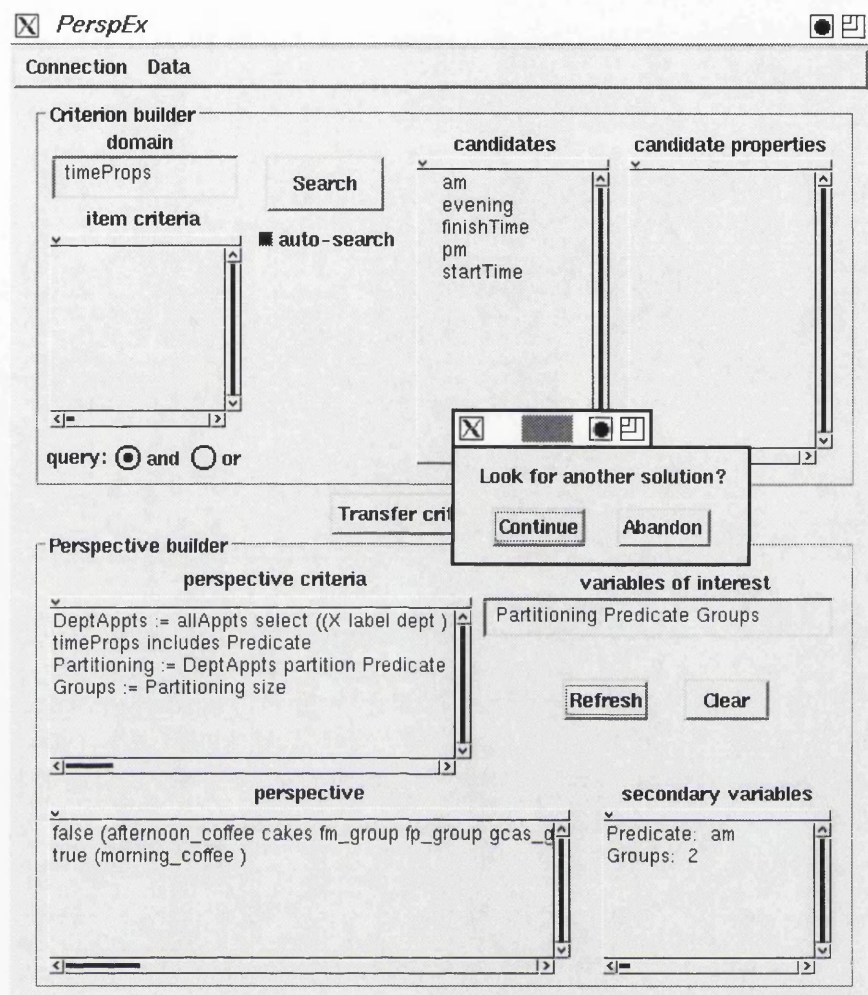 PerspEx
Connection Data
Criterion builder
domain
timeProps
Search
item criteria
auto-search
candidates
am
evening
finishTime
pm
startTime
candidate properties
query: and or
Look for another solution?
Continue Abandon
Transfer crit
Perspective builder
perspective criteria
DeptAppts := allAppts select ((X label dept )
timeProps includes Predicate
Partitioning := DeptAppts partition Predicate
Groups := Partitioning size
variables of interest
Partitioning Predicate Groups
Refresh Clear
perspective
false (afternoon_coffee cakes fm_group fp_group gcas_g
true (morning_coffee )
secondary variables
Predicate: am
Groups: 2